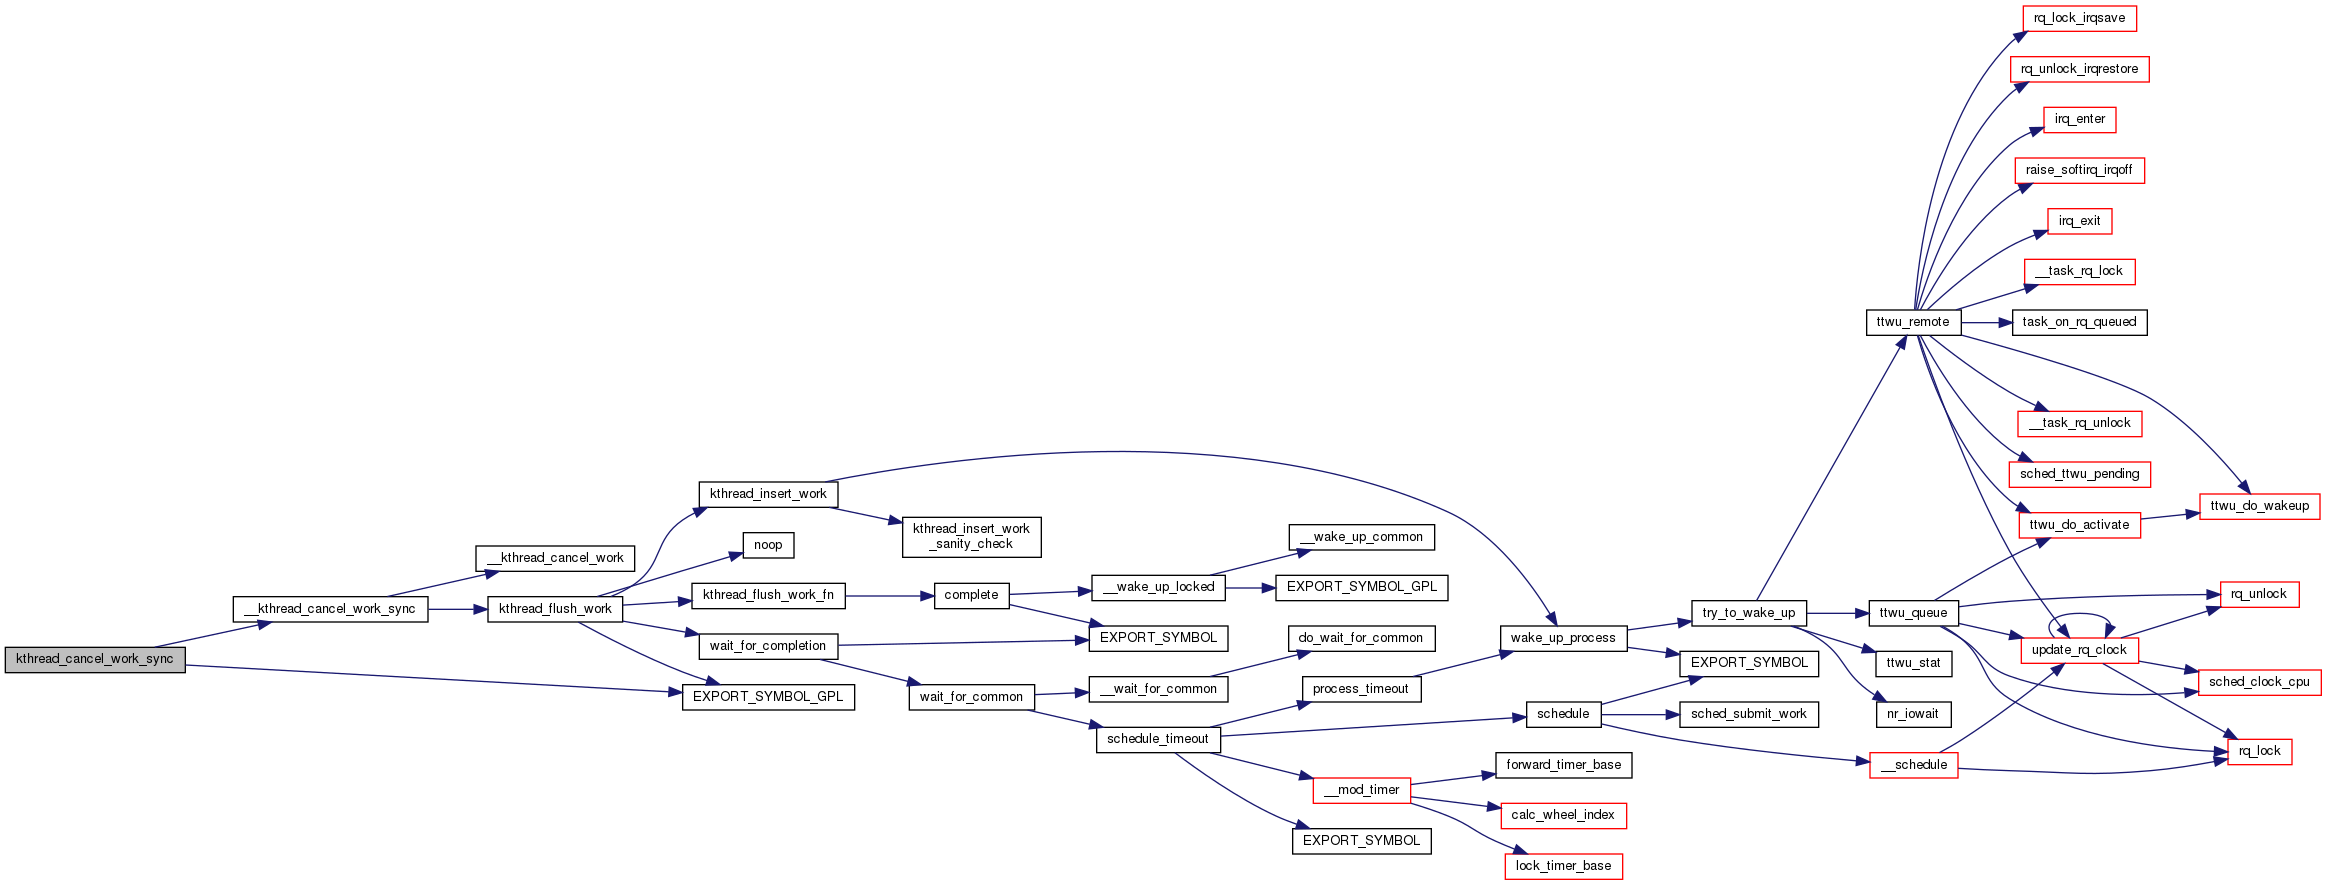 rq_lock_irqsave
rq_unlock_irqrestore
irq_enter
raise_softirq_irqoff
irq_exit
__task_rq_lock
ttwu_remote
task_on_rq_queued
__task_rq_unlock
sched_ttwu_pending
kthread_insert_work
ttwu_do_wakeup
ttwu_do_activate
kthread_insert_work
_sanity_check
__wake_up_common
noop
__kthread_cancel_work
__wake_up_locked
EXPORT_SYMBOL_GPL
kthread_flush_work_fn
complete
rq_unlock
__kthread_cancel_work_sync
kthread_flush_work
try_to_wake_up
ttwu_queue
EXPORT_SYMBOL
do_wait_for_common
wake_up_process
wait_for_completion
update_rq_clock
kthread_cancel_work_sync
EXPORT_SYMBOL
ttwu_stat
sched_clock_cpu
__wait_for_common
process_timeout
EXPORT_SYMBOL_GPL
wait_for_common
schedule
sched_submit_work
nr_iowait
schedule_timeout
rq_lock
forward_timer_base
__schedule
__mod_timer
calc_wheel_index
EXPORT_SYMBOL
lock_timer_base